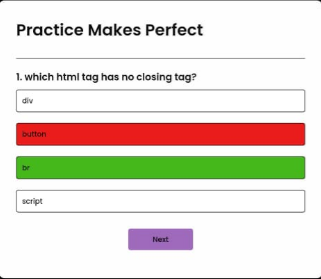 Practice Makes Perfect
1. which html tag has no closing tag?
div
button
br
script
Next